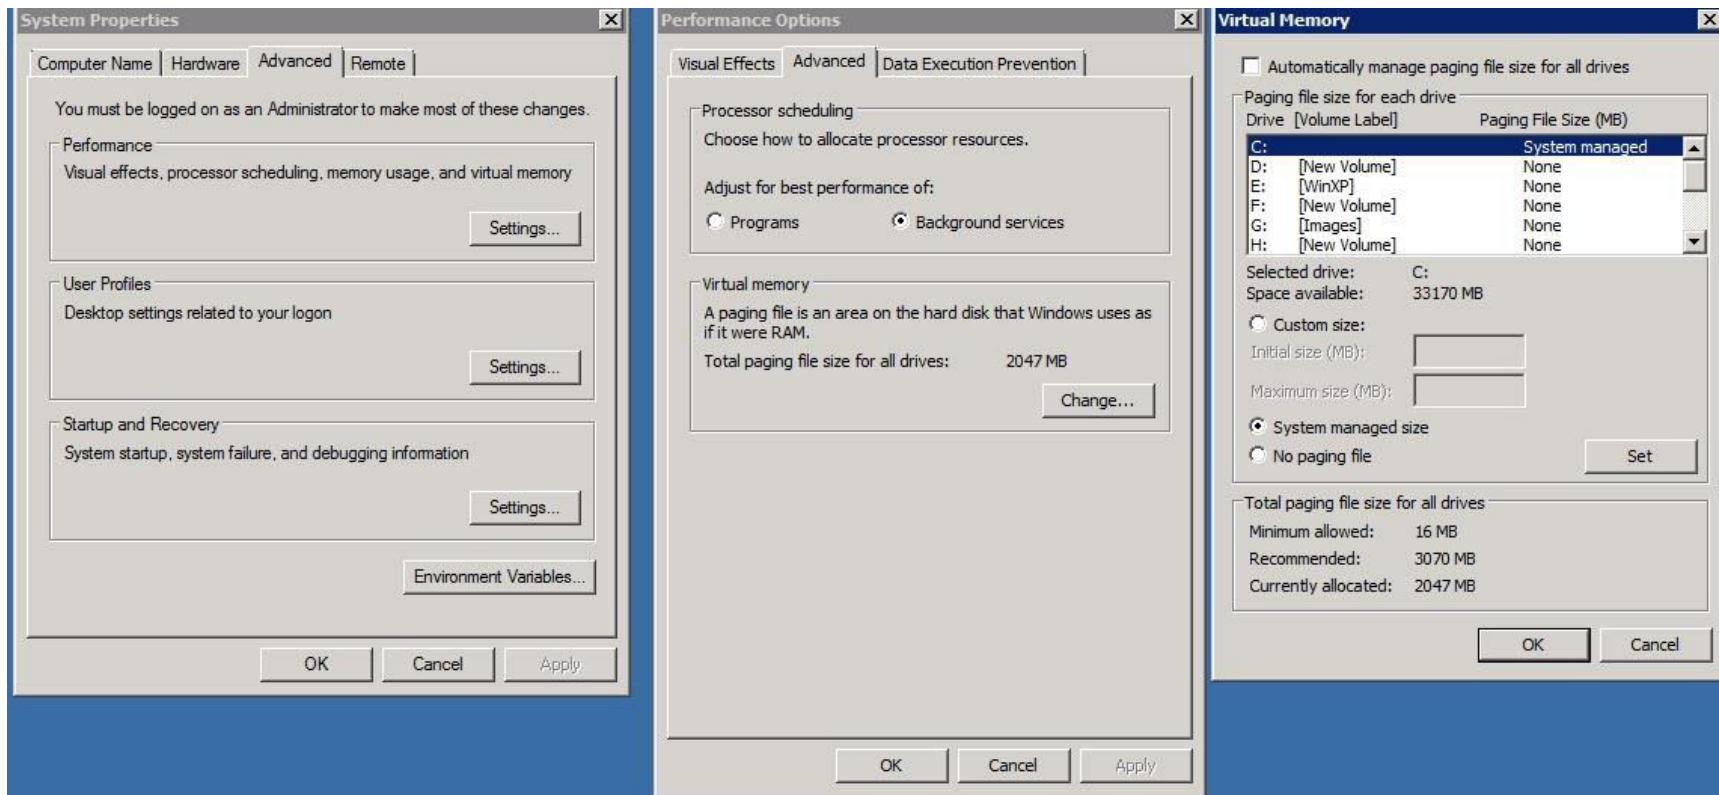 System Properties
Computer Name
Hardware
Advanced
Remote
You must be logged on as an Administrator to make most of these changes.
Performance
Visual effects, processor scheduling, memory usage, and virtual memory
Settings...
User Profiles
Desktop settings related to your logon
Settings...
Startup and Recovery
System startup, system failure, and debugging information
Settings...
Environment Variables...
OK
Cancel
Apply
Performance Options
Visual Effects
Advanced
Data Execution Prevention
Processor scheduling
Choose how to allocate processor resources.
Adjust for best performance of:
Programs
Background services
Virtual memory
A paging file is an area on the hard disk that Windows uses as
if it were RAM.
Total paging file size for all drives: 2047 MB
Change...
OK
Cancel
Apply
Virtual Memory
Automatically manage paging file size for all drives
Paging file size for each drive
Drive [Volume Label] Paging File Size (MB)
C: System managed
D: [New Volume] None
E: [WinXP] None
F: [New Volume] None
G: [Images] None
H: [New Volume] None
Selected drive: C:
Space available: 33170 MB
Custom size:
Initial size (MB):
Maximum size (MB):
System managed size
No paging file
Set
Total paging file size for all drives
Minimum allowed: 16 MB
Recommended: 3070 MB
Currently allocated: 2047 MB
OK
Cancel